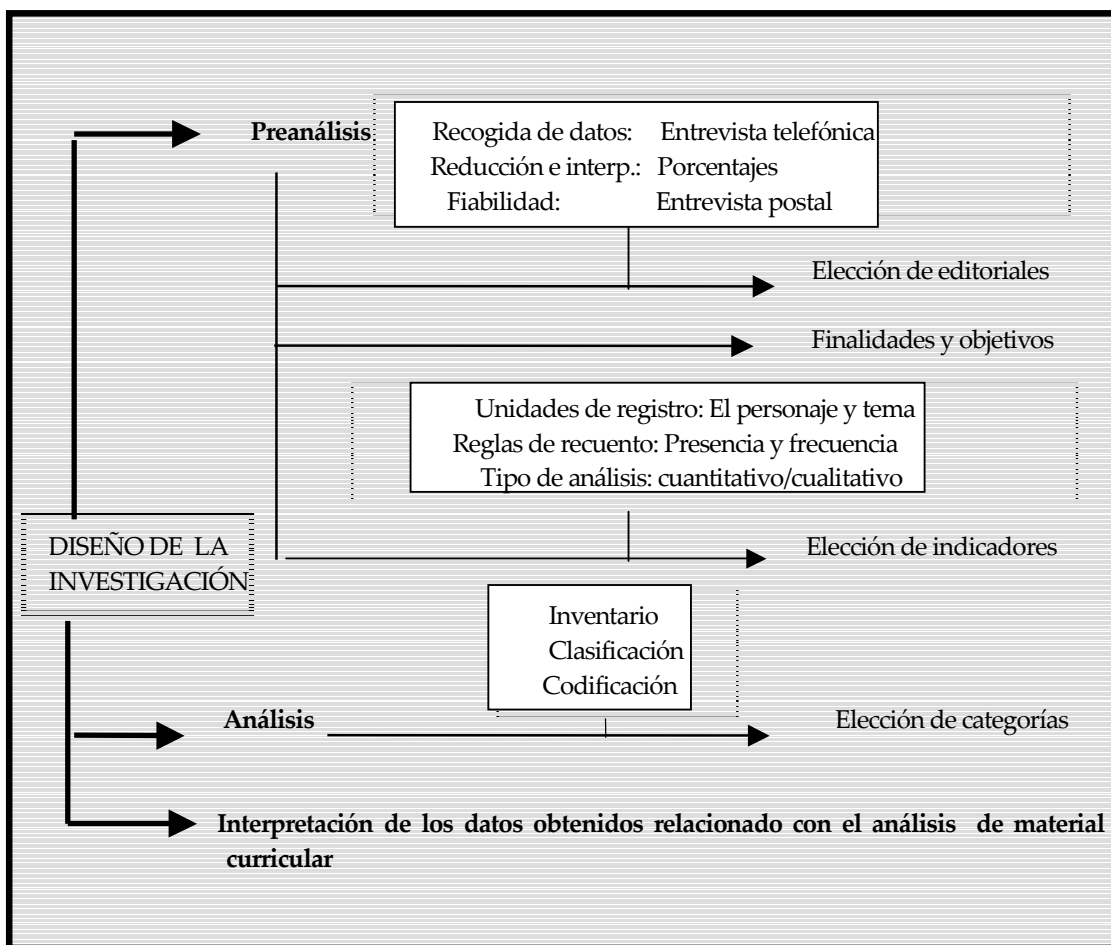 Preanálisis
Recogida de datos: Entrevista telefónica
Reducción e interp.: Porcentajes
Fiabilidad: Entrevista postal
Elección de editoriales
Finalidades y objetivos
Unidades de registro: El personaje y tema
Reglas de recuento: Presencia y frecuencia
Tipo de análisis: cuantitativo/cualitativo
DISEÑO DE LA
INVESTIGACIÓN
Elección de indicadores
Inventario
Clasificación
Codificación
Análisis
Elección de categorías
Interpretación de los datos obtenidos relacionado con el análisis de material
curricular